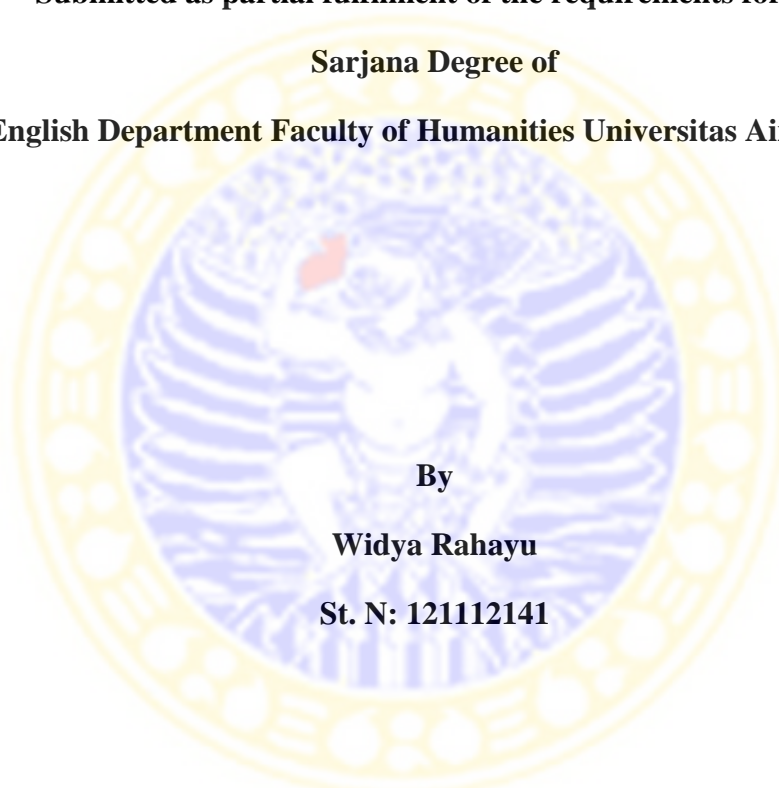 Submitted as partial fulfillment of the requirements for
Sarjana Degree of
English Department Faculty of Humanities Universitas
By
Widya Rahayu
St. N: 121112141